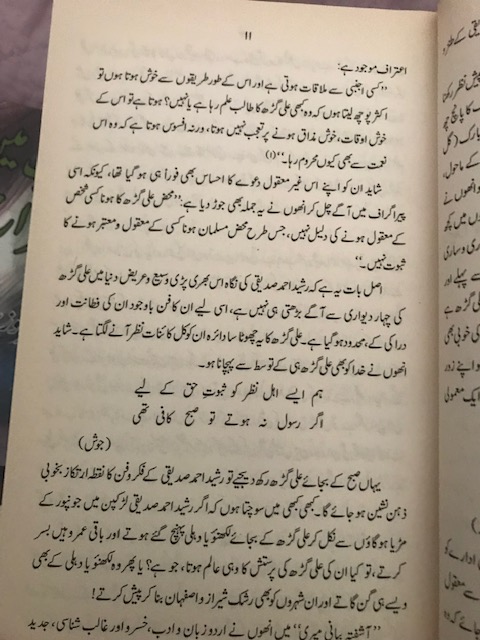 ۱۱
اعتراف موجود ہے:
”کسی اجنبی سے ملاقات ہوتی ہے اور اس کے طور طریقوں سے خوش ہوتا ہوں تو
اکثر پوچھ لیتا ہوں کہ وہ کبھی علی گڑھ کا طالب علم رہا ہے یا نہیں؟ ہوتا ہے تو اس کے
خوش اوقات، خوش مذاق ہونے پر تعجب نہیں ہوتا، ورنہ افسوس ہوتا ہے کہ وہ اس
نعمت سے بھی کیوں محروم رہا۔“(۱)
شاید ان کو اپنے اس غیر معقول دعوے کا احساس بھی فوراً ہی ہو گیا تھا، کیونکہ اسی
پیراگراف میں آگے چل کر انھوں نے یہ جملہ بھی جوڑ دیا ہے: ”محض علی گڑھ کا ہونا کسی شخص
کے معقول ہونے کی دلیل نہیں، جس طرح محض مسلمان ہونا کسی کے معقول و معتبر ہونے کا
ثبوت نہیں۔“
اصل بات یہ ہے کہ رشید احمد صدیقی کی نگاہ اس بھری پری وسیع و عریض دنیا میں علی گڑھ
کی چہار دیواری سے آگے بڑھتی ہی نہیں ہے، اسی لیے ان کا فن باوجود ان کی فطانت اور
دراکی کے، محدود ہو گیا ہے۔ علی گڑھ کا یہ چھوٹا سا دائرہ ان کو کل کائنات نظر آنے لگتا ہے۔ شاید
انھوں نے خدا کو بھی علی گڑھ ہی کے توسط سے پہچانا ہو۔
ہم ایسے اہل نظر کو ثبوتِ حق کے لیے
اگر رسول نہ ہوتے تو صبح کافی تھی
(جوش)
یہاں صبح کے بجائے علی گڑھ رکھ دیجیے تو رشید احمد صدیقی کے فکر و فن کا نقطہ ارتکاز بخوبی
ذہن نشین ہو جائے گا۔ کبھی کبھی میں سوچتا ہوں کہ اگر رشید احمد صدیقی لڑکپن میں جونپور کے
مڑیا ہو گاؤں سے نکل کر علی گڑھ کے بجائے لکھنؤ یا دہلی پہنچ گئے ہوتے اور باقی عمر وہیں بسر
کرتے، تو کیا ان کی علی گڑھ کی پرستش کا وہی عالم ہوتا، جو ہے؟ یا پھر وہ لکھنؤ یا دہلی کے بھی
ویسے ہی گن گاتے اور ان شہروں کو بھی رشک شیراز و اصفہان بنا کر پیش کرتے!
”آشفتہ بیانی میری“ میں انھوں نے اردو زبان و ادب، خسرو اور غالب شناسی، جدید